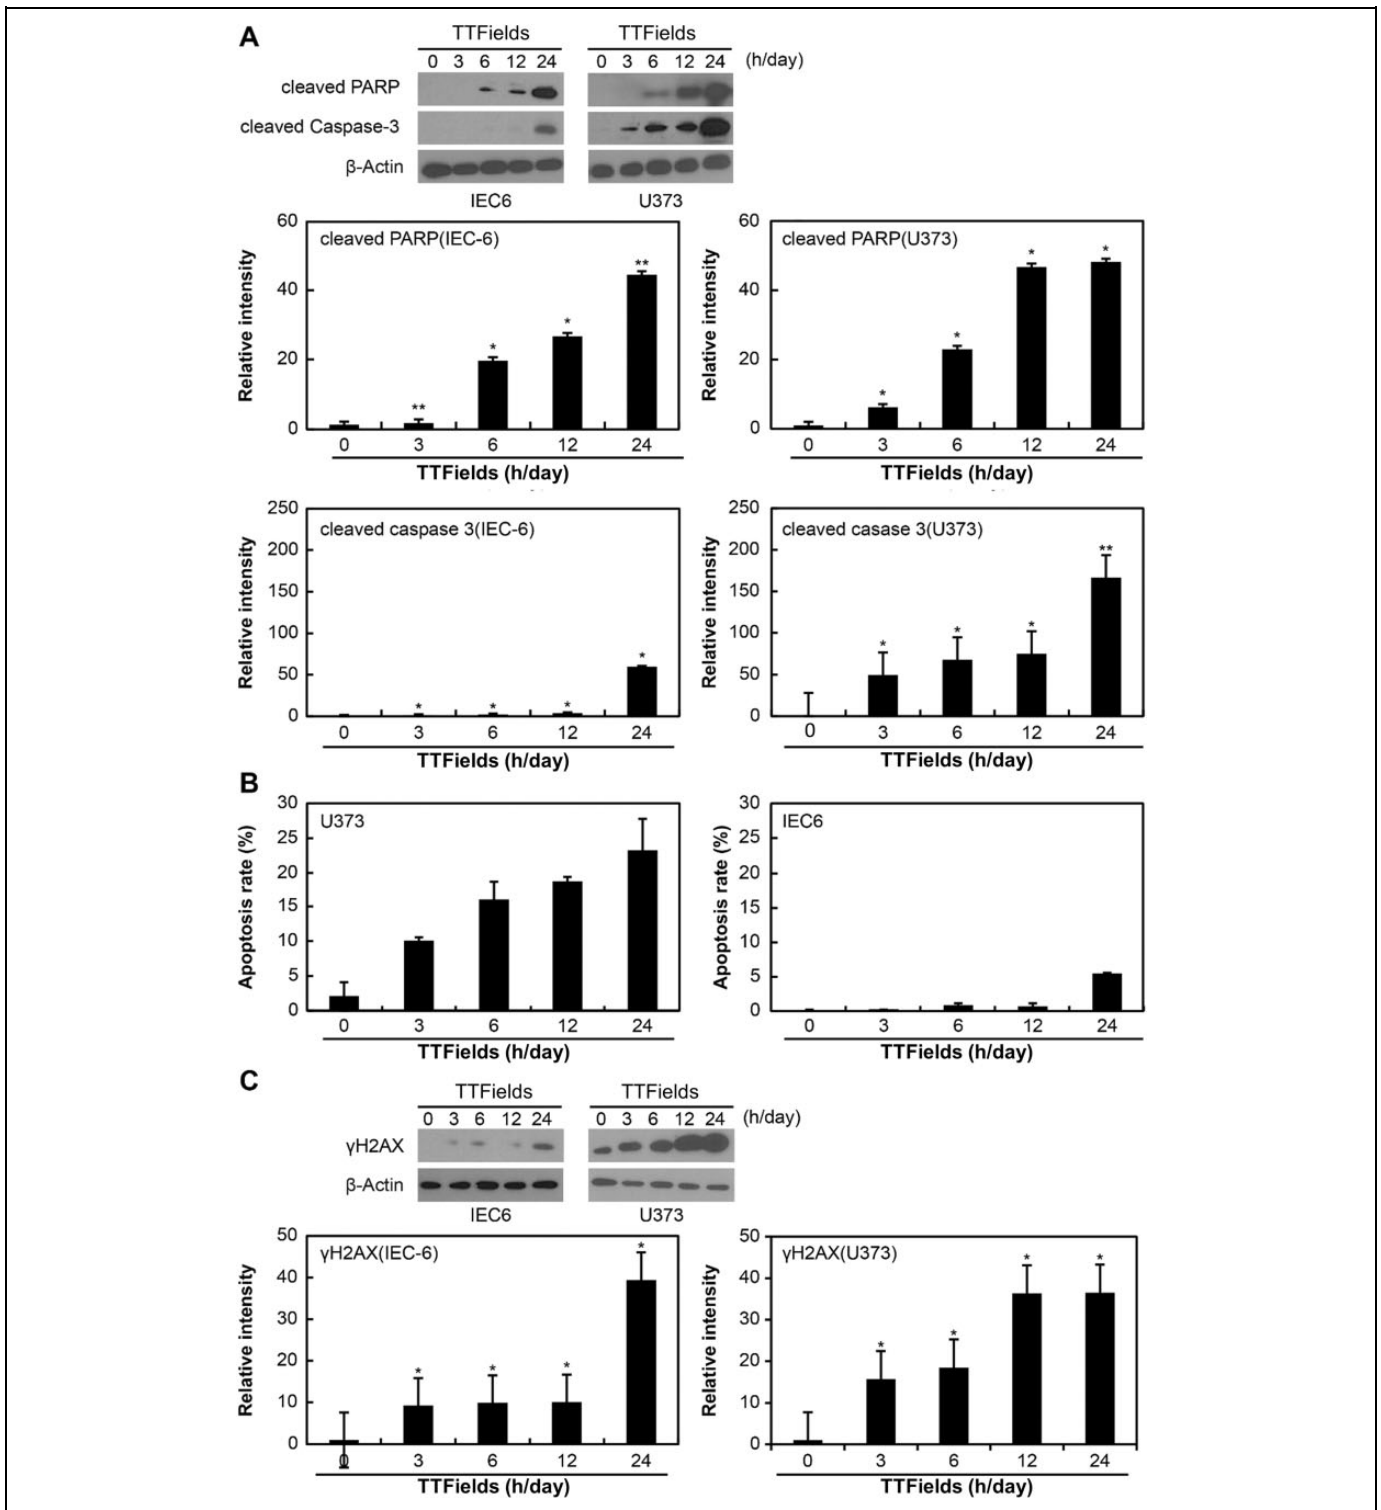 A
TTFields TTFields
0 3 6 12 24 0 3 6 12 24 (h/day)
cleaved PARP
cleaved Caspase-3
β-Actin
IEC6 U373
60
40
20
0
Relative intensity
cleaved PARP(IEC-6)
* * ** **
0 3 6 12 24
TTFields (h/day)
60
40
20
0
Relative intensity
cleaved PARP(U373)
* * * *
0 3 6 12 24
TTFields (h/day)
250
200
150
100
50
0
Relative intensity
cleaved caspase 3(IEC-6)
* * * *
0 3 6 12 24
TTFields (h/day)
250
200
150
100
50
0
Relative intensity
cleaved casase 3(U373)
* * * **
0 3 6 12 24
TTFields (h/day)
B
30
25
20
15
10
5
0
Apoptosis rate (%)
U373
0 3 6 12 24
TTFields (h/day)
30
25
20
15
10
5
0
Apoptosis rate (%)
IEC6
0 3 6 12 24
TTFields (h/day)
C
TTFields TTFields
0 3 6 12 24 0 3 6 12 24 (h/day)
γH2AX
β-Actin
IEC6 U373
50
40
30
20
10
0
Relative intensity
γH2AX(IEC-6)
* * * *
0 3 6 12 24
TTFields (h/day)
50
40
30
20
10
0
Relative intensity
γH2AX(U373)
* * * *
0 3 6 12 24
TTFields (h/day)